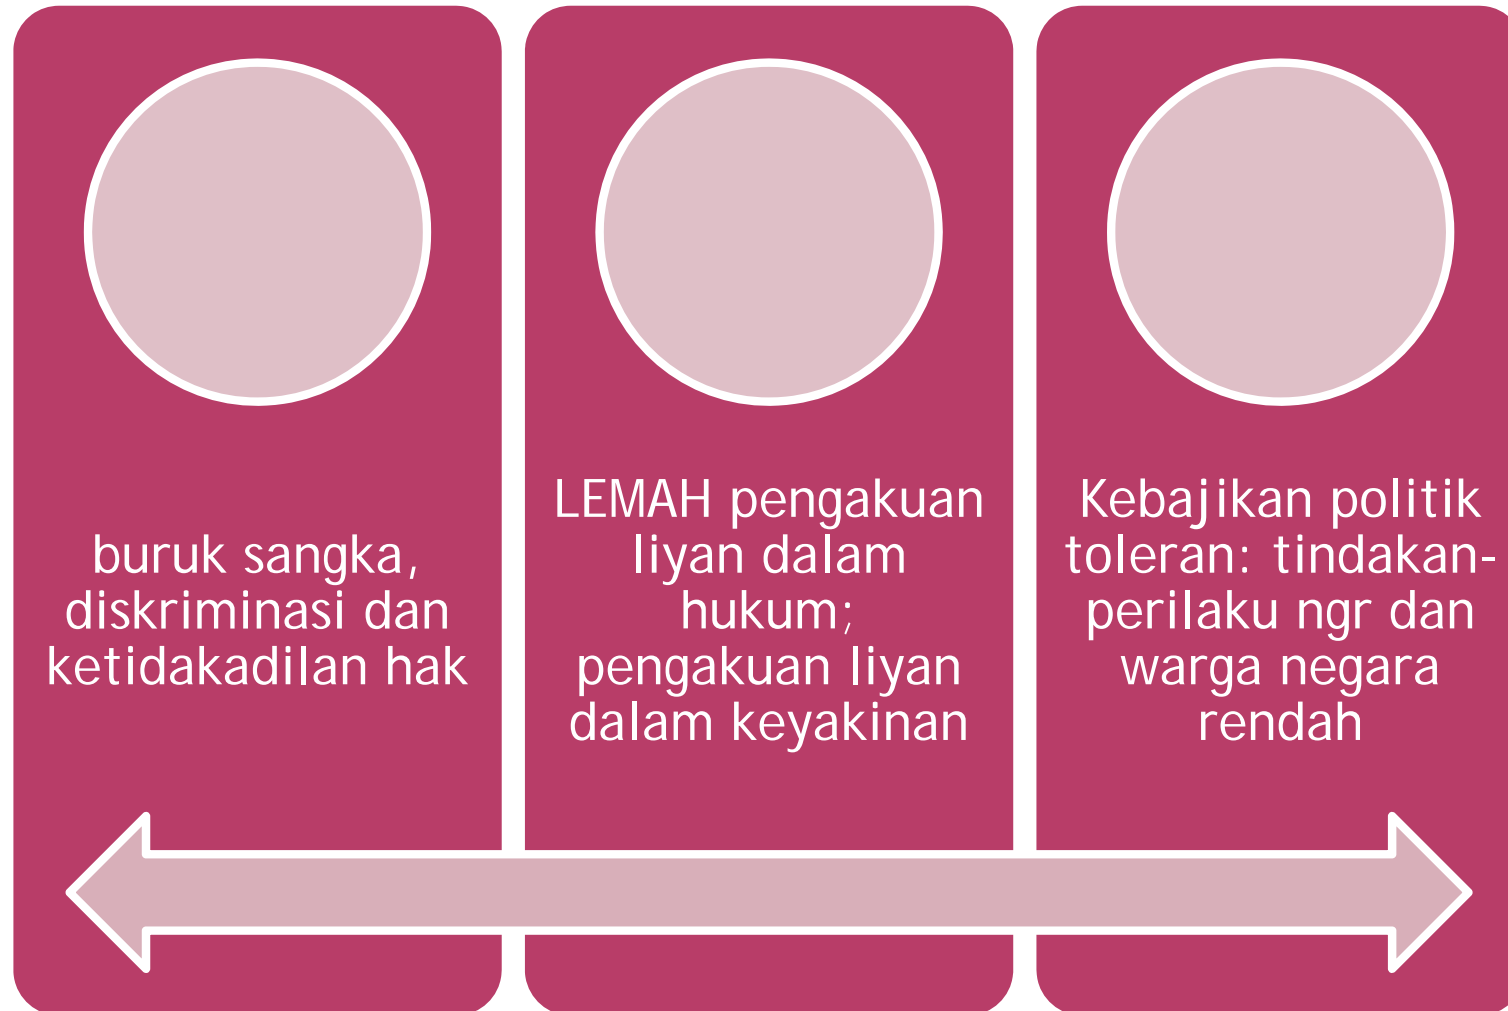 buruk sangka,
diskriminasi dan
ketidakadilan hak
LEMAH pengakuan
liyan dalam
hukum;
pengakuan liyan
dalam keyakinan
Kebajikan politik
toleran: tindakan-
perilaku ngr dan
warga negara
rendah